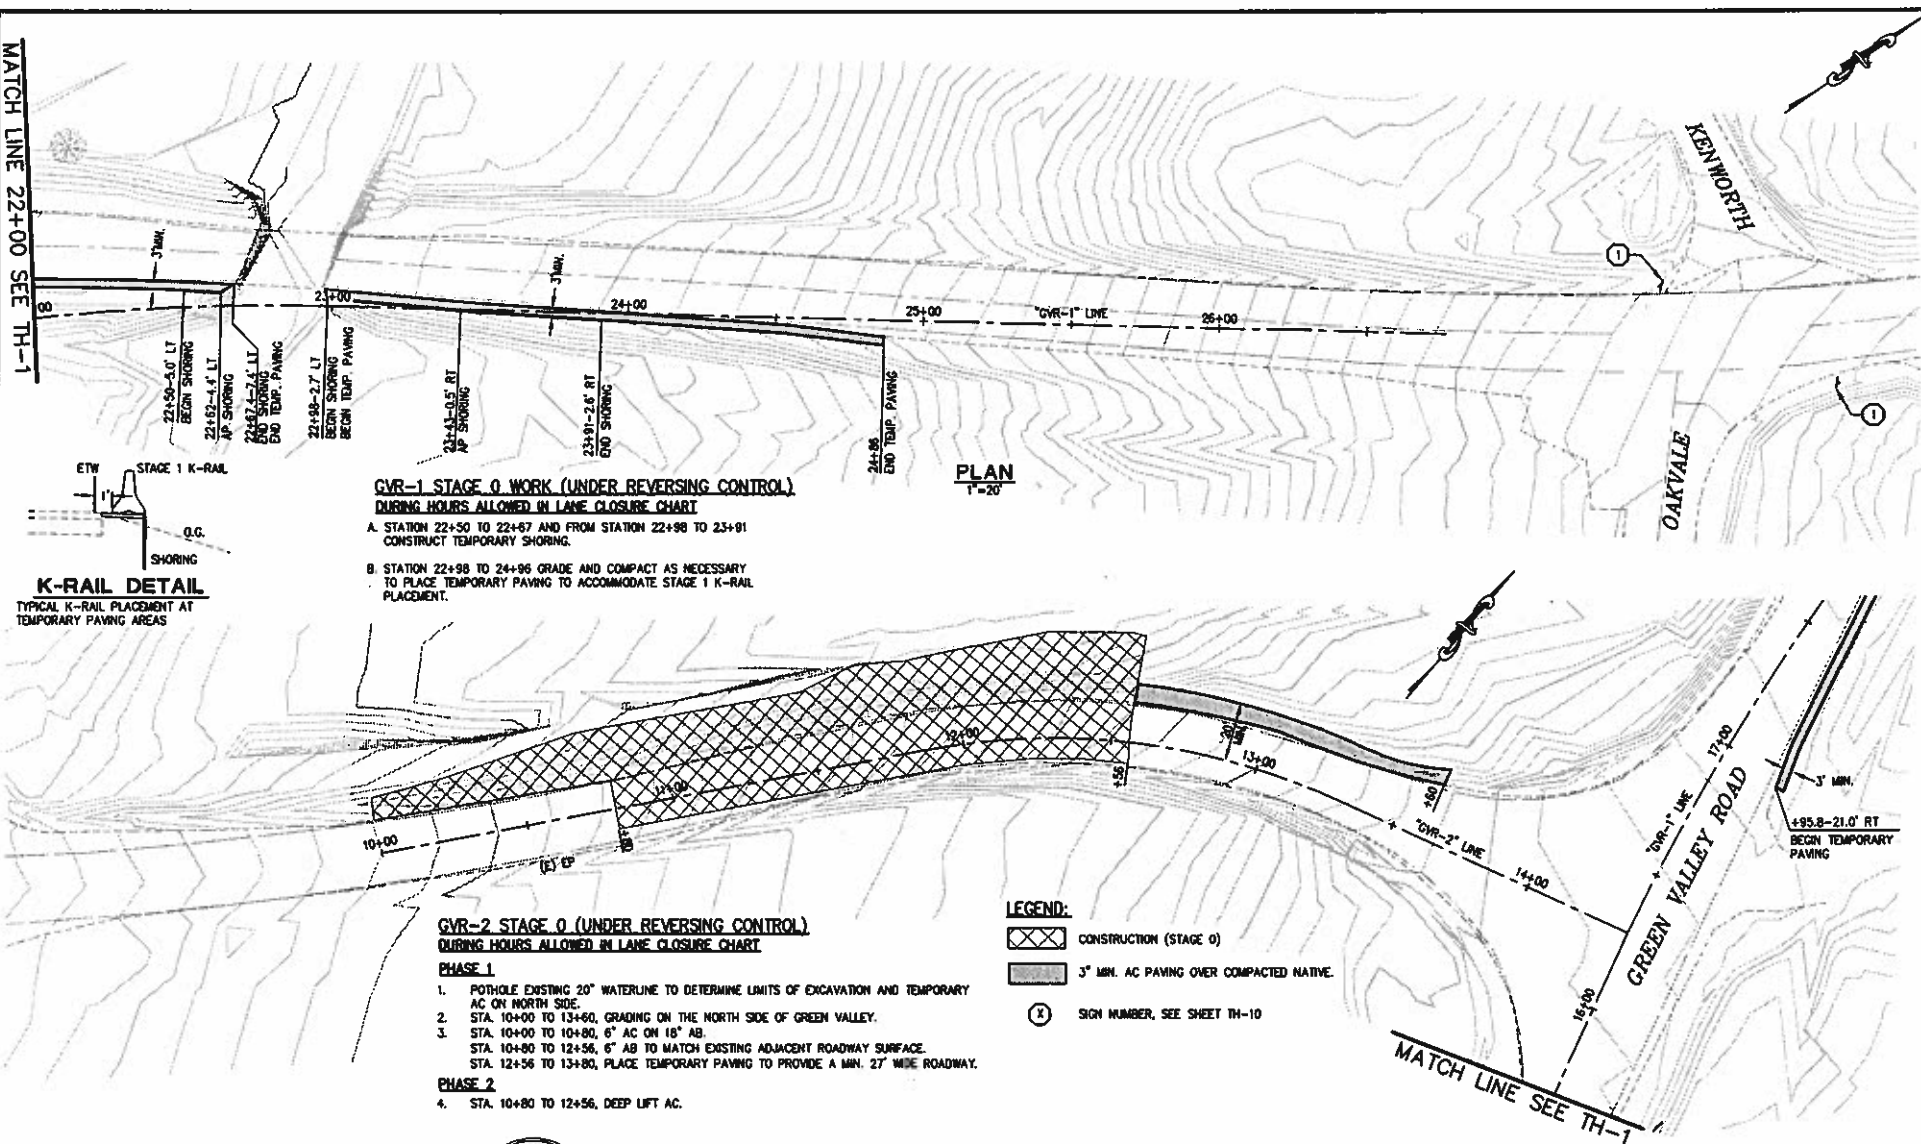 MATCH LINE 22+00 SEE TH-1
00
3' MIN.
23+00
3' MIN.
24+00
25+00
"GVR-1" LINE
26+00
1
KENWORTH
1
OAKVALE
22+50-5.0' LT
BEGIN SHORING
22+62-4.4' LT
AP. SHORING
22+67.4-7.4' LT
END SHORING
END TEMP. PAVING
22+98-2.7' LT
BEGIN SHORING
BEGIN TEMP PAVING
23+43-0.5' RT
AP SHORING
23+91-2.6' RT
END SHORING
24+86
END TEMP. PAVING
PLAN
1"=20'
ETW
STAGE 1 K-RAIL
1'
O.G.
SHORING
K-RAIL DETAIL
TYPICAL K-RAIL PLACEMENT AT
TEMPORARY PAVING AREAS
GVR-1 STAGE 0 WORK (UNDER REVERSING CONTROL)
DURING HOURS ALLOWED IN LANE CLOSURE CHART
A. STATION 22+50 TO 22+67 AND FROM STATION 22+98 TO 23+91
CONSTRUCT TEMPORARY SHORING.
B. STATION 22+98 TO 24+96 GRADE AND COMPACT AS NECESSARY
TO PLACE TEMPORARY PAVING TO ACCOMMODATE STAGE 1 K-RAIL
PLACEMENT.
10+00
(E) EP
+80
11+00
12+00
+56
20'
MIN.
13+00
+60
"GVR-2" LINE
14+00
16+00
"GVR-1" LINE
17+00
GREEN VALLEY ROAD
3' MIN.
+95.8-21.0' RT
BEGIN TEMPORARY
PAVING
MATCH LINE SEE TH-1
GVR-2 STAGE 0 (UNDER REVERSING CONTROL)
DURING HOURS ALLOWED IN LANE CLOSURE CHART
PHASE 1
1. POTHOLE EXISTING 20" WATERLINE TO DETERMINE LIMITS OF EXCAVATION AND TEMPORARY
AC ON NORTH SIDE.
2. STA. 10+00 TO 13+60, GRADING ON THE NORTH SIDE OF GREEN VALLEY.
3. STA. 10+00 TO 10+80, 6" AC ON 18" AB.
STA. 10+80 TO 12+56, 6" AB TO MATCH EXISTING ADJACENT ROADWAY SURFACE.
STA. 12+56 TO 13+80, PLACE TEMPORARY PAVING TO PROVIDE A MIN. 27' WIDE ROADWAY.
PHASE 2
4. STA. 10+80 TO 12+56, DEEP LIFT AC.
LEGEND:
CONSTRUCTION (STAGE 0)
3" MIN. AC PAVING OVER COMPACTED NATIVE.
X
SIGN NUMBER, SEE SHEET TH-10